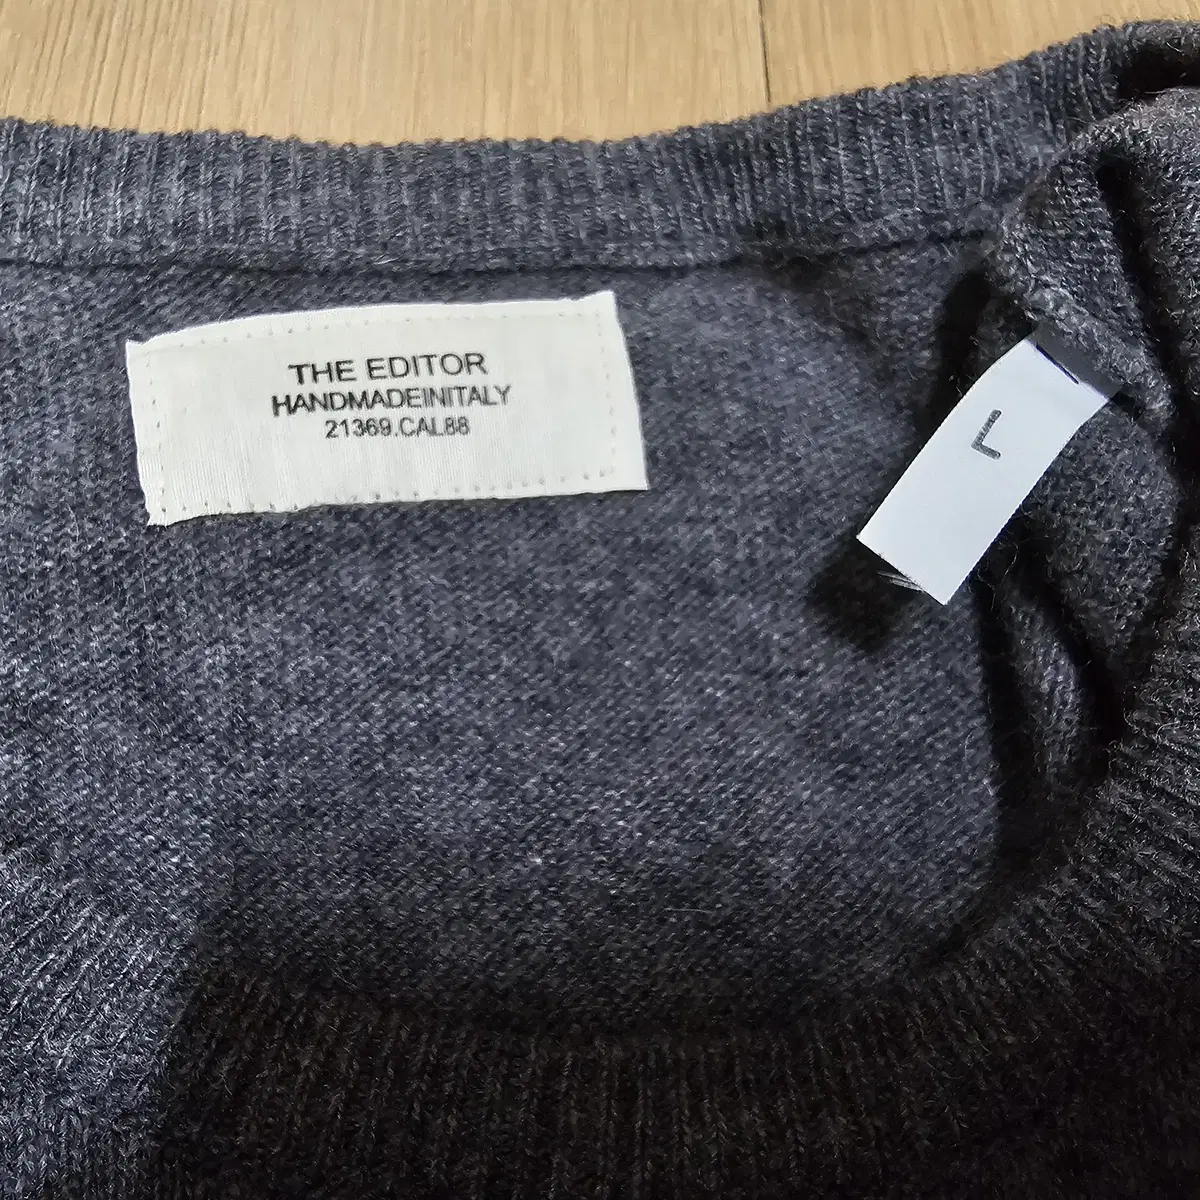 THE EDITOR
HANDMADEINITALY
21369.CAL88
L